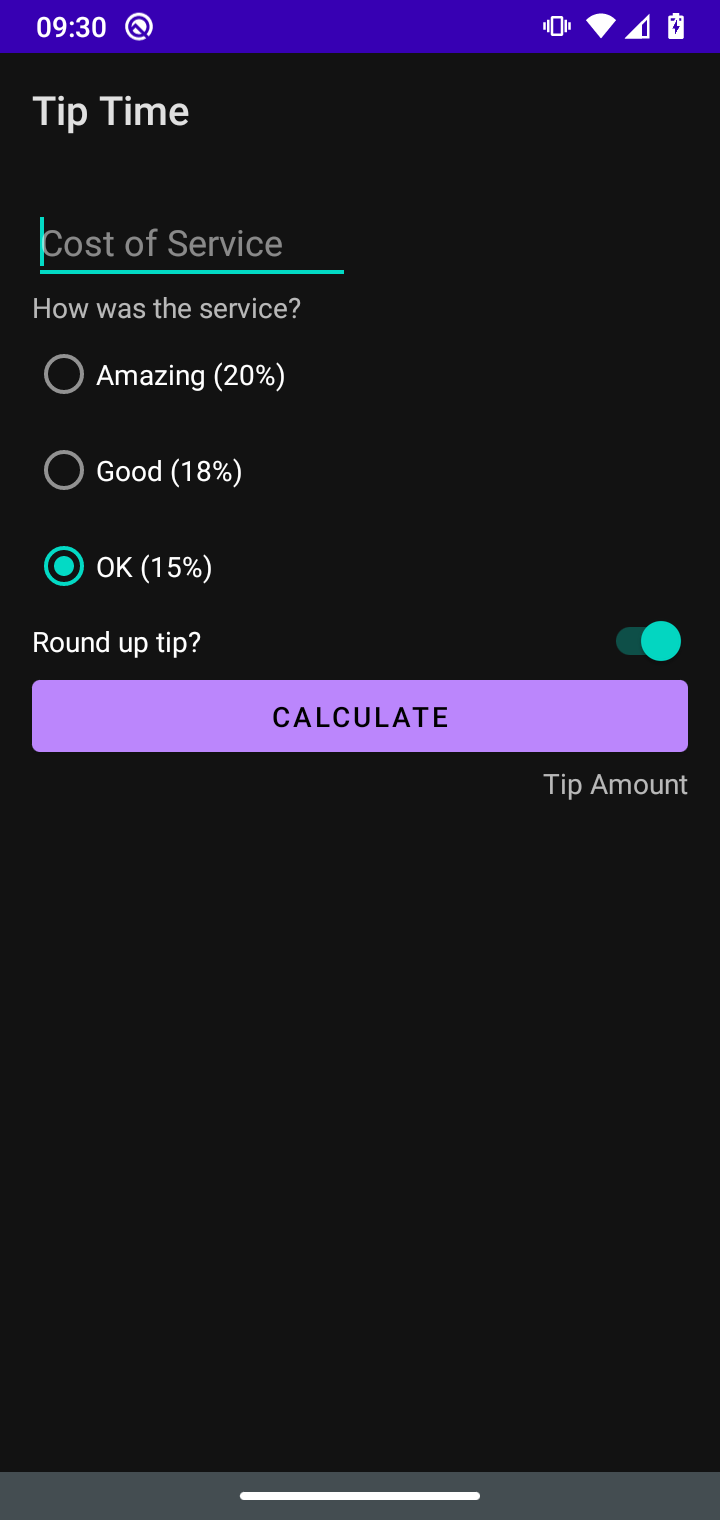 09:30
Tip Time
Cost of Service
How was the service?
Amazing (20%)
Good (18%)
OK (15%)
Round up tip?
CALCULATE
Tip Amount